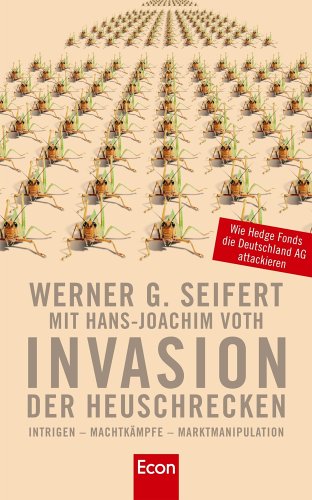 Wie Hedge Fonds
die Deutschland AG
attackieren
WERNER G. SEIFERT
MIT HANS-JOACHIM VOTH
INVASION
DER HEUSCHRECKEN
INTRIGEN – MACHTKÄMPFE – MARKTMANIPULATION
Econ